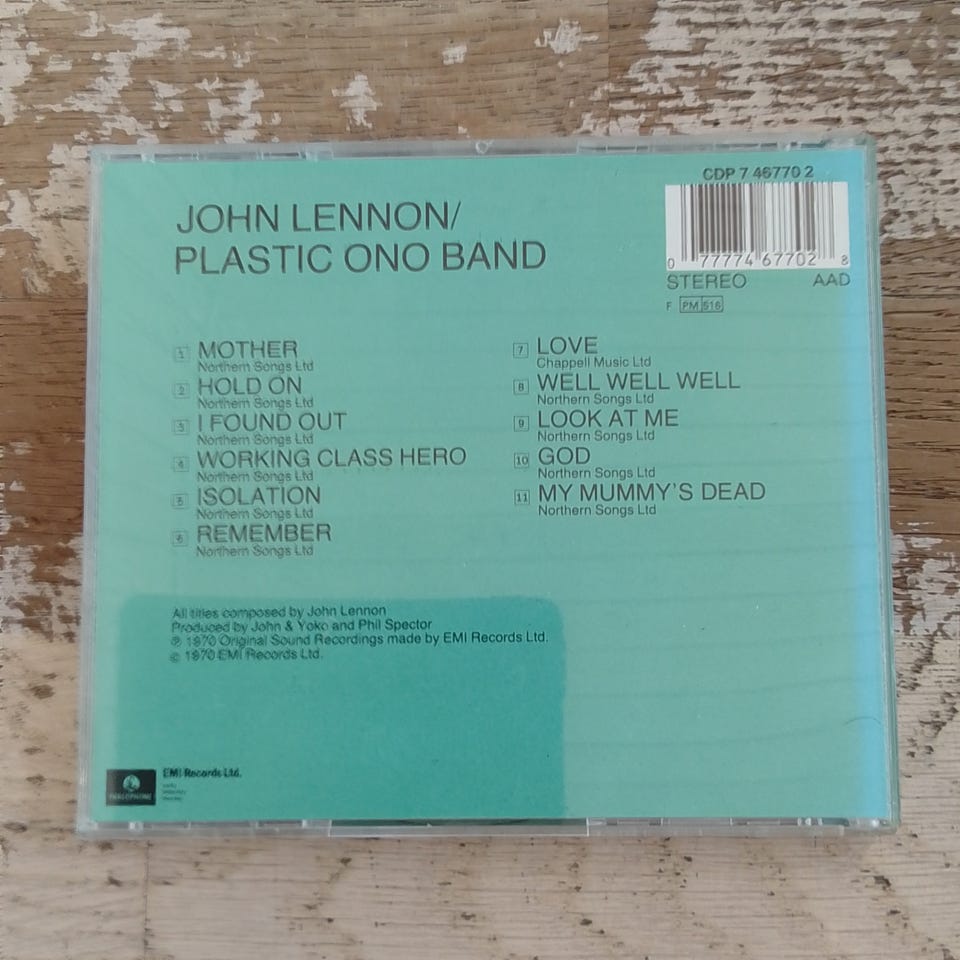 CDP 7 46770 2
0 77774 67702 8
STEREO AAD
F PM 516
JOHN LENNON/
PLASTIC ONO BAND
1 MOTHER
Northern Songs Ltd
2 HOLD ON
Northern Songs Ltd
3 I FOUND OUT
Northern Songs Ltd
4 WORKING CLASS HERO
Northern Songs Ltd
5 ISOLATION
Northern Songs Ltd
6 REMEMBER
Northern Songs Ltd
7 LOVE
Chappell Music Ltd
8 WELL WELL WELL
Northern Songs Ltd
9 LOOK AT ME
Northern Songs Ltd
10 GOD
Northern Songs Ltd
11 MY MUMMY'S DEAD
Northern Songs Ltd
All titles composed by John Lennon
Produced by John & Yoko and Phil Spector
℗ 1970 Original Sound Recordings made by EMI Records Ltd.
© 1970 EMI Records Ltd.
PARLOPHONE
EMI Records Ltd.